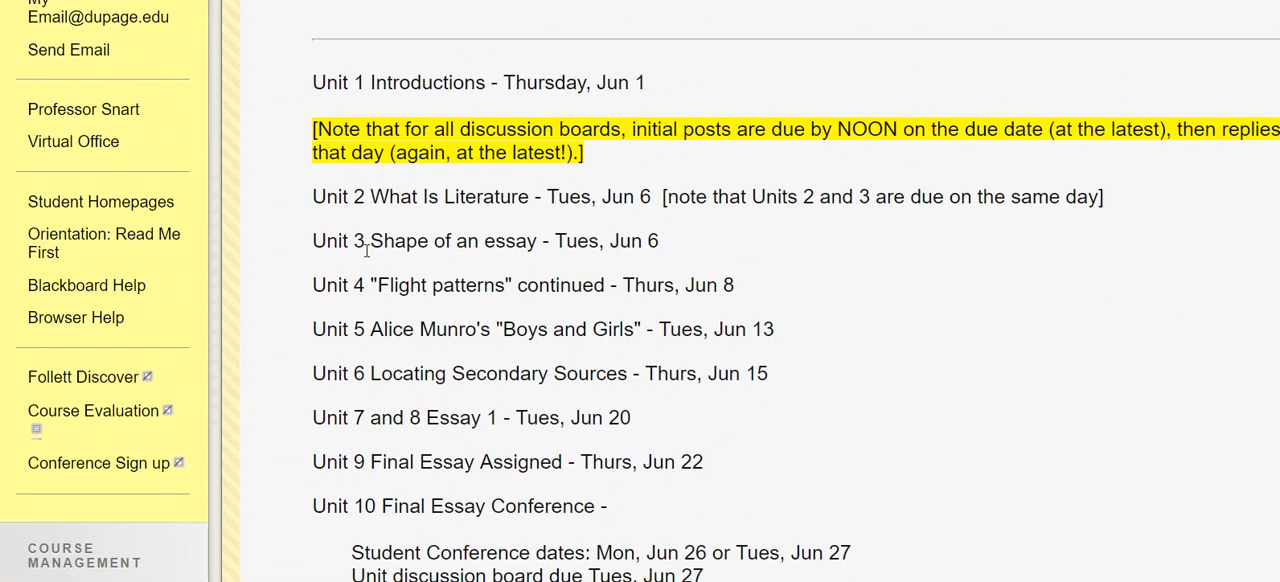 My
Email@dupage.edu
Send Email
Professor Snart
Virtual Office
Student Homepages
Orientation: Read Me
First
Blackboard Help
Browser Help
Follett Discover
Course Evaluation
Conference Sign up
COURSE
MANAGEMENT
Unit 1 Introductions - Thursday, Jun 1
[Note that for all discussion boards, initial posts are due by NOON on the due date (at the latest), then replies
that day (again, at the latest!).]
Unit 2 What Is Literature - Tues, Jun 6 [note that Units 2 and 3 are due on the same day]
Unit 3 Shape of an essay - Tues, Jun 6
Unit 4 "Flight patterns" continued - Thurs, Jun 8
Unit 5 Alice Munro's "Boys and Girls" - Tues, Jun 13
Unit 6 Locating Secondary Sources - Thurs, Jun 15
Unit 7 and 8 Essay 1 - Tues, Jun 20
Unit 9 Final Essay Assigned - Thurs, Jun 22
Unit 10 Final Essay Conference -
Student Conference dates: Mon, Jun 26 or Tues, Jun 27
Unit discussion board due Tues, Jun 27